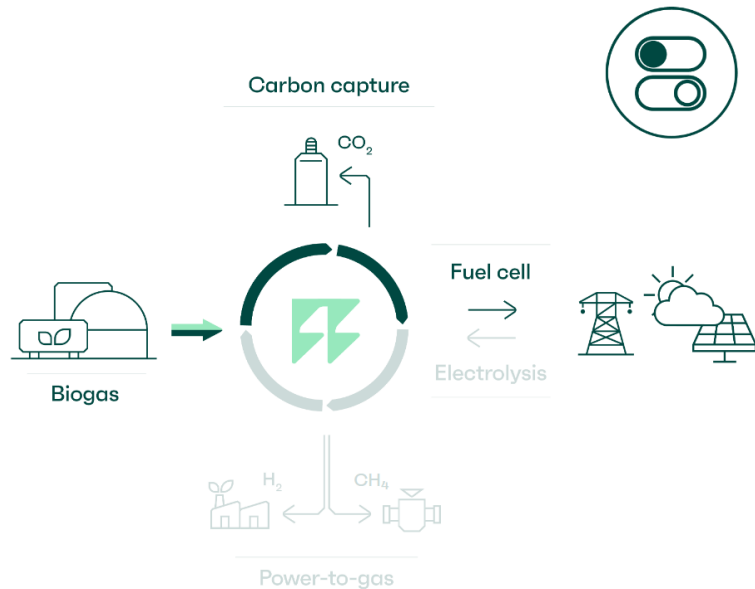 Carbon capture
CO₂
Fuel cell
Electrolysis
Biogas
H₂
CH₄
Power-to-gas